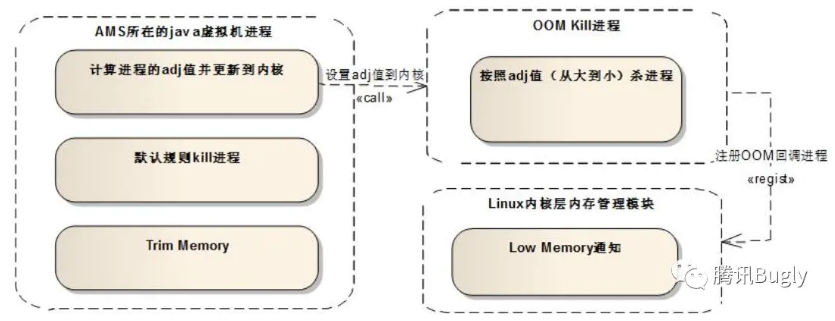 AMS所在的java虚拟机进程
计算进程的adj值并更新到内核
默认规则kill进程
Trim Memory
设置adj值到内核
«call»
OOM Kill进程
按照adj值（从大到小）杀进程
注册OOM回调进程
«regist»
Linux内核层内存管理模块
Low Memory通知
腾讯Bugly